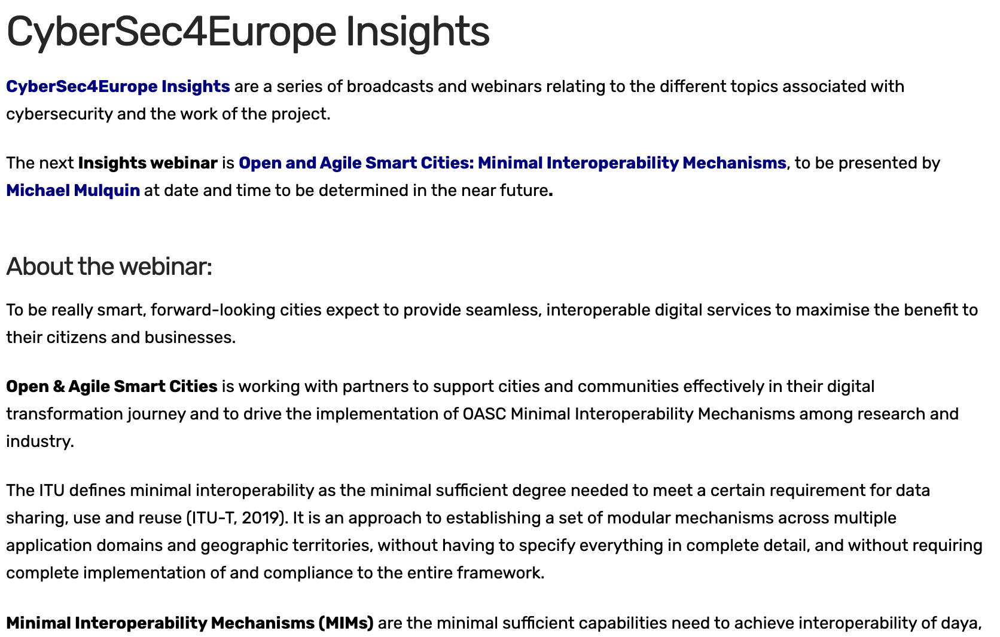 CyberSec4Europe Insights
CyberSec4Europe Insights are a series of broadcasts and webinars relating to the different topics associated with
cybersecurity and the work of the project.
The next Insights webinar is Open and Agile Smart Cities: Minimal Interoperability Mechanisms, to be presented by
Michael Mulquin at date and time to be determined in the near future.
About the webinar:
To be really smart, forward-looking cities expect to provide seamless, interoperable digital services to maximise the benefit to
their citizens and businesses.
Open & Agile Smart Cities is working with partners to support cities and communities effectively in their digital
transformation journey and to drive the implementation of OASC Minimal Interoperability Mechanisms among research and
industry.
The ITU defines minimal interoperability as the minimal sufficient degree needed to meet a certain requirement for data
sharing, use and reuse (ITU-T, 2019). It is an approach to establishing a set of modular mechanisms across multiple
application domains and geographic territories, without having to specify everything in complete detail, and without requiring
complete implementation of and compliance to the entire framework.
Minimal Interoperability Mechanisms (MIMs) are the minimal sufficient capabilities need to achieve interoperability of daya,